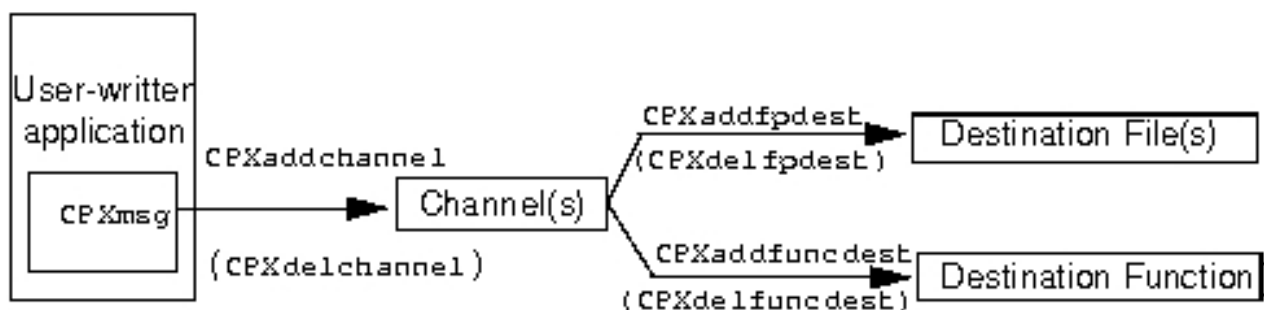 User-writter
application
CPXmsg
CPXaddchannel
(CPXdelchannel)
Channel(s)
CPXaddfpdest
(CPXdelfpdest)
Destination File(s)
CPXaddfuncdest
(CPXdelfuncdest)
Destination Function